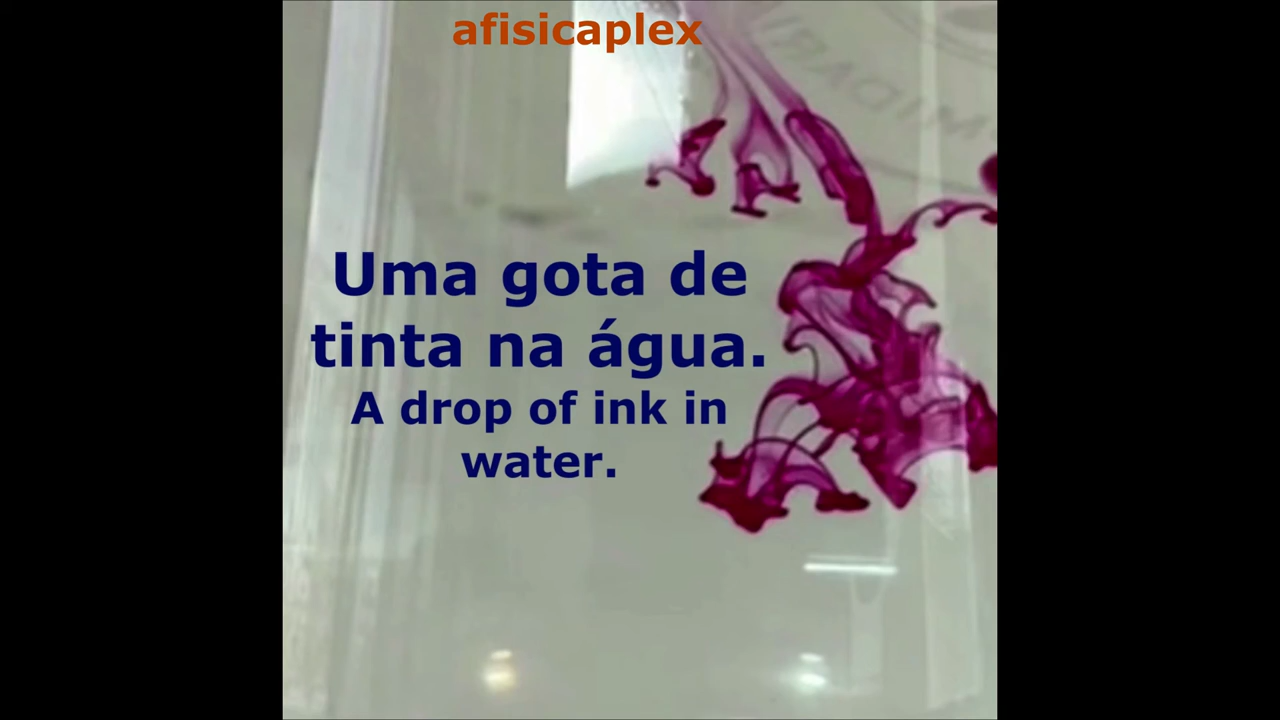 afisicaplex
Uma gota de
tinta na água.
A drop of ink in
water.